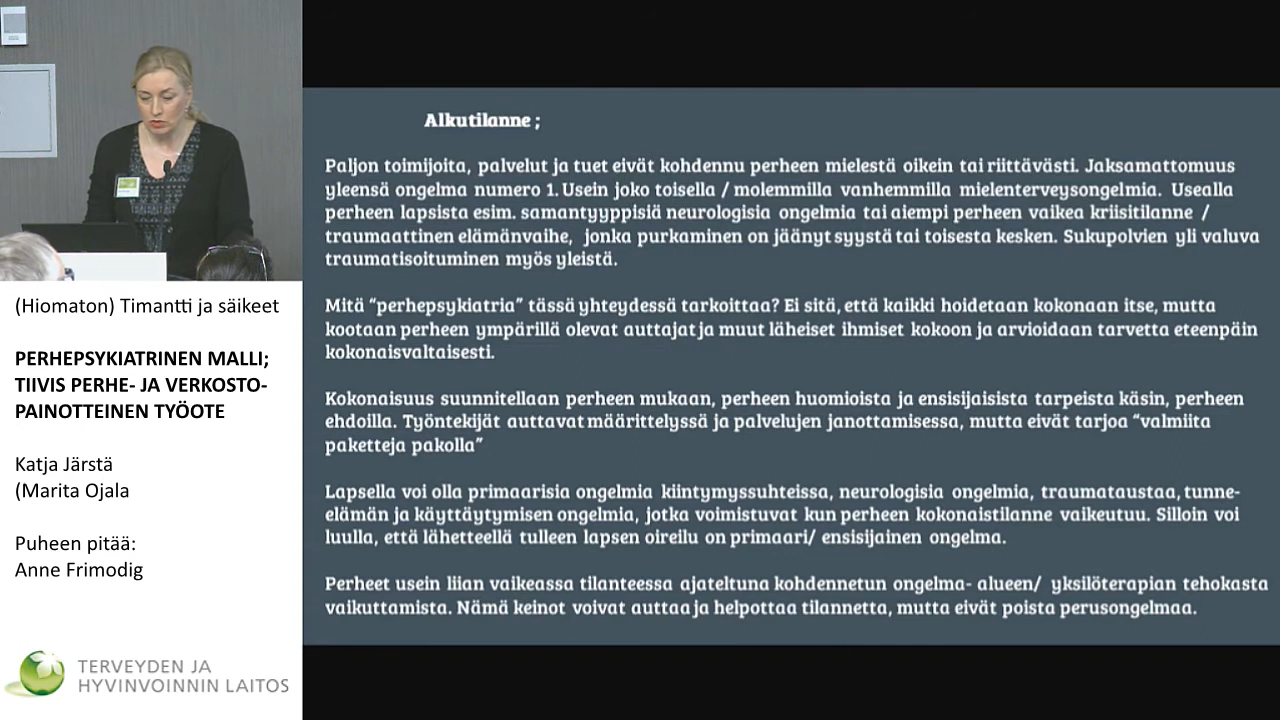 (Hiomaton) Timantti ja säikeet
PERHEPSYKIATRINEN MALLI;
TIIVIS PERHE- JA VERKOSTO-
PAINOTTEINEN TYÖOTE
Katja Järstä
(Marita Ojala
Puheen pitää:
Anne Frimodig
TERVEYDEN JA
HYVINVOINNIN LAITOS
Alkutilanne ;
Paljon toimijoita, palvelut ja tuet eivät kohdennu perheen mielestä oikein tai riittävästi. Jaksamattomuus
yleensä ongelma numero 1. Usein joko toisella / molemmilla vanhemmilla mielenterveysongelmia. Usealla
perheen lapsista esim. samantyyppisiä neurologisia ongelmia tai aiempi perheen vaikea kriisitilanne /
traumaattinen elämänvaihe, jonka purkaminen on jäänyt syystä tai toisesta kesken. Sukupolvien yli valuva
traumatisoituminen myös yleistä.
Mitä “perhepsykiatria” tässä yhteydessä tarkoittaa? Ei sitä, että kaikki hoidetaan kokonaan itse, mutta
kootaan perheen ympärillä olevat auttajat ja muut läheiset ihmiset kokoon ja arvioidaan tarvetta eteenpäin
kokonaisvaltaisesti.
Kokonaisuus suunnitellaan perheen mukaan, perheen huomioista ja ensisijaisista tarpeista käsin, perheen
ehdoilla. Työntekijät auttavat määrittelyssä ja palvelujen janottamisessa, mutta eivät tarjoa “valmiita
paketteja pakolla”
Lapsella voi olla primaarisia ongelmia kiintymyssuhteissa, neurologisia ongelmia, traumataustaa, tunne-
elämän ja käyttäytymisen ongelmia, jotka voimistuvat kun perheen kokonaistilanne vaikeutuu. Silloin voi
luulla, että lähetteellä tulleen lapsen oireilu on primaari/ ensisijainen ongelma.
Perheet usein liian vaikeassa tilanteessa ajateltuna kohdennetun ongelma- alueen/ yksilöterapian tehokasta
vaikuttamista. Nämä keinot voivat auttaa ja helpottaa tilannetta, mutta eivät poista perusongelmaa.